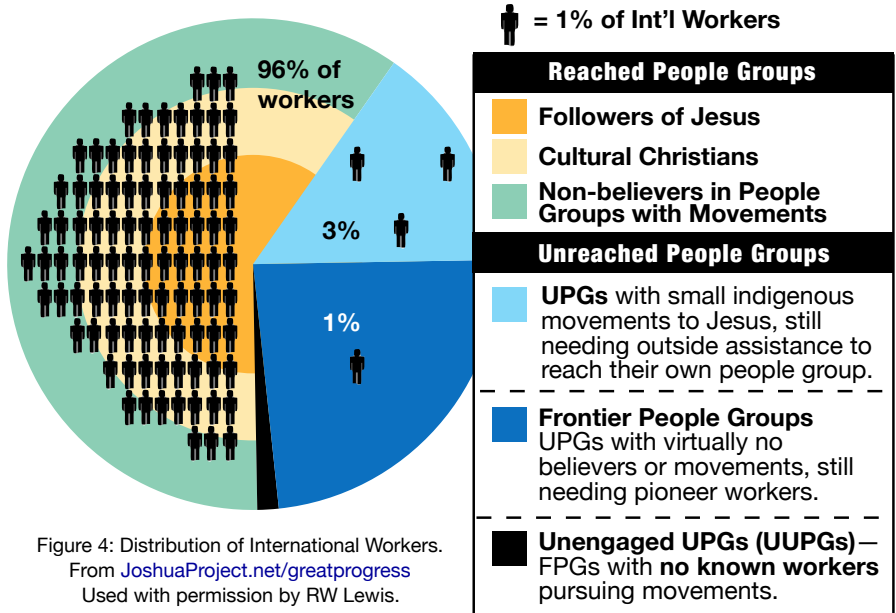 96% of
workers
3%
1%
Figure 4: Distribution of International Workers.
From JoshuaProject.net/greatprogress
Used with permission by RW Lewis.
= 1% of Int'l Workers
Reached People Groups
Followers of Jesus
Cultural Christians
Non-believers in People
Groups with Movements
Unreached People Groups
UPGs with small indigenous
movements to Jesus, still
needing outside assistance to
reach their own people group.
Frontier People Groups
UPGs with virtually no
believers or movements, still
needing pioneer workers.
Unengaged UPGs (UUPGs)—
FPGs with no known workers
pursuing movements.